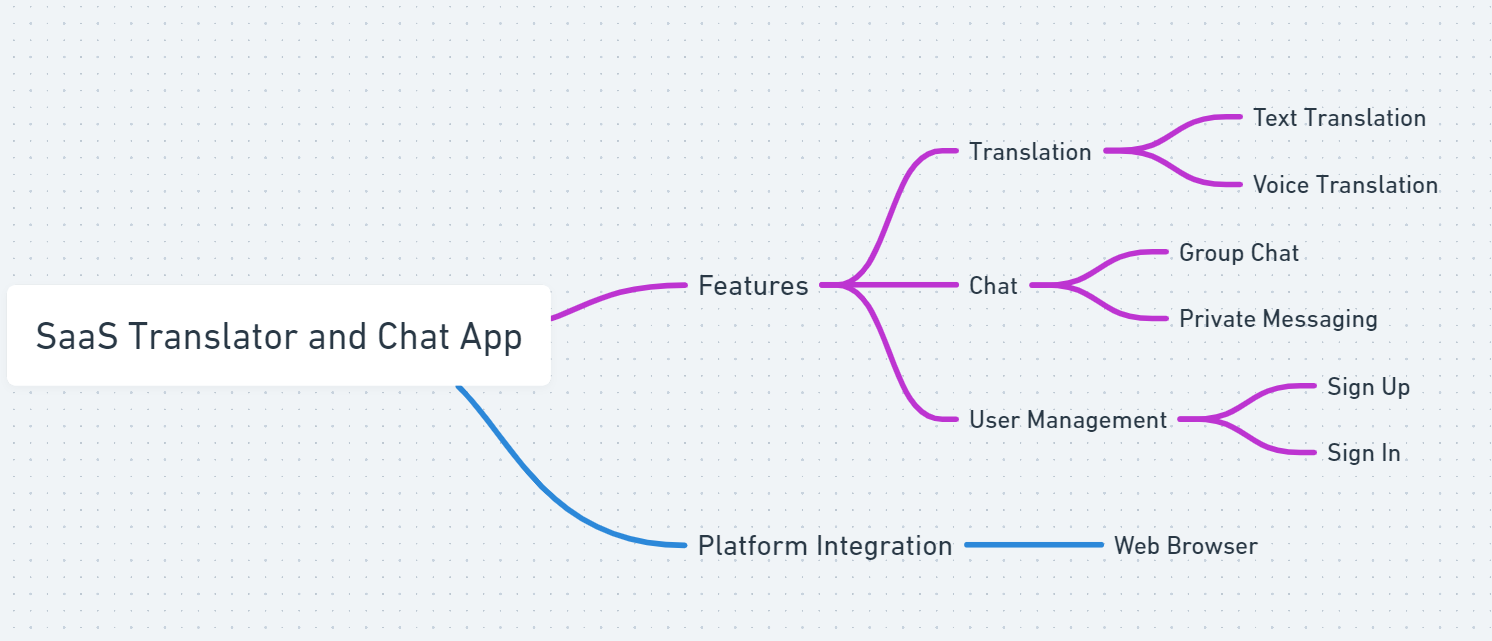 SaaS Translator and Chat App
Features
Translation
Text Translation
Voice Translation
Chat
Group Chat
Private Messaging
User Management
Sign Up
Sign In
Platform Integration
Web Browser